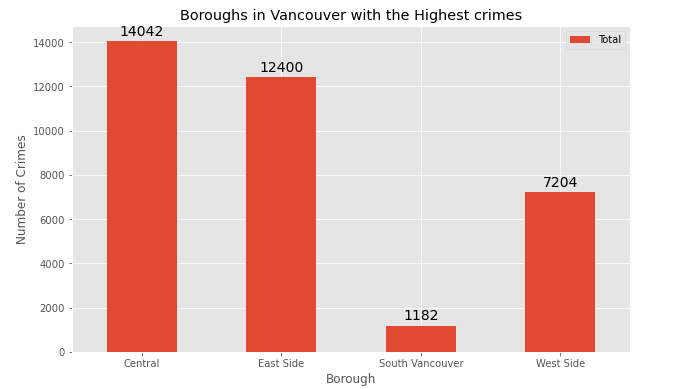 Boroughs in Vancouver with the Highest crimes
Total
14042
12400
1182
7204
14000
12000
10000
8000
6000
4000
2000
0
Number of Crimes
Central
East Side
South Vancouver
West Side
Borough